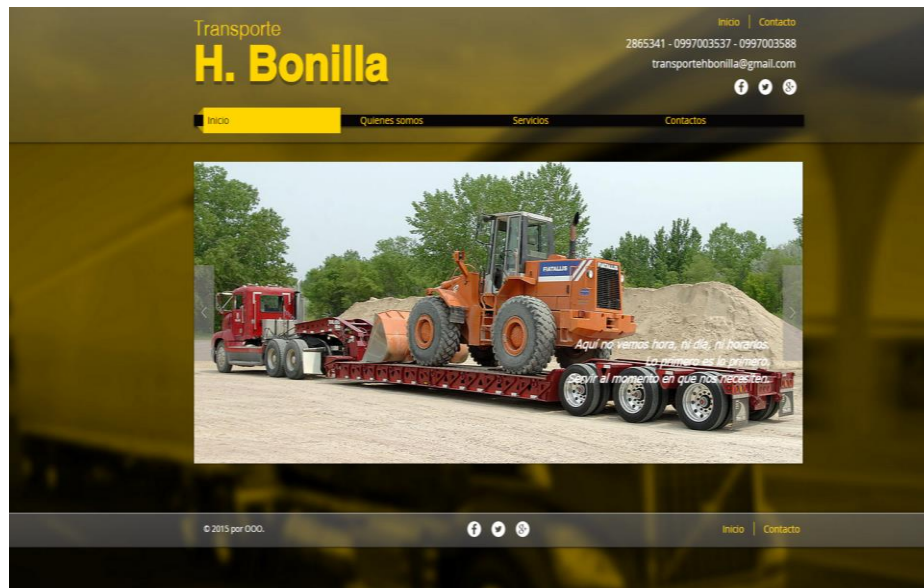 Transporte
H. Bonilla
Inicio | Contacto
2865341 - 0997003537 - 0997003588
transportehbonilla@gmail.com
Inicio
Quienes somos
Servicios
Contactos
FIATALLIS
FIATALLIS
Aquí no vemos hora, ni día, ni horarios.
Lo primero es lo primero,
Servir al momento en que nos necesiten.
© 2015 por OOO.
Inicio | Contacto